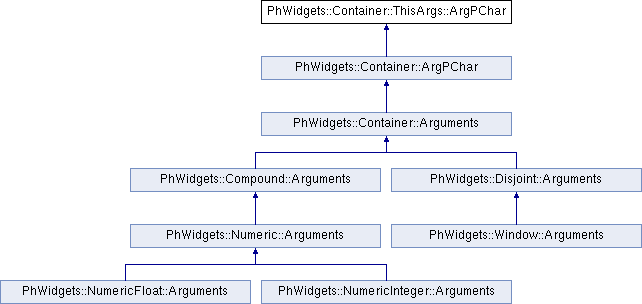 PhWidgets::Container::ThisArgs::ArgPChar
PhWidgets::Container::ArgPChar
PhWidgets::Container::Arguments
PhWidgets::Compound::Arguments
PhWidgets::Disjoint::Arguments
PhWidgets::Numeric::Arguments
PhWidgets::Window::Arguments
PhWidgets::NumericFloat::Arguments
PhWidgets::NumericInteger::Arguments